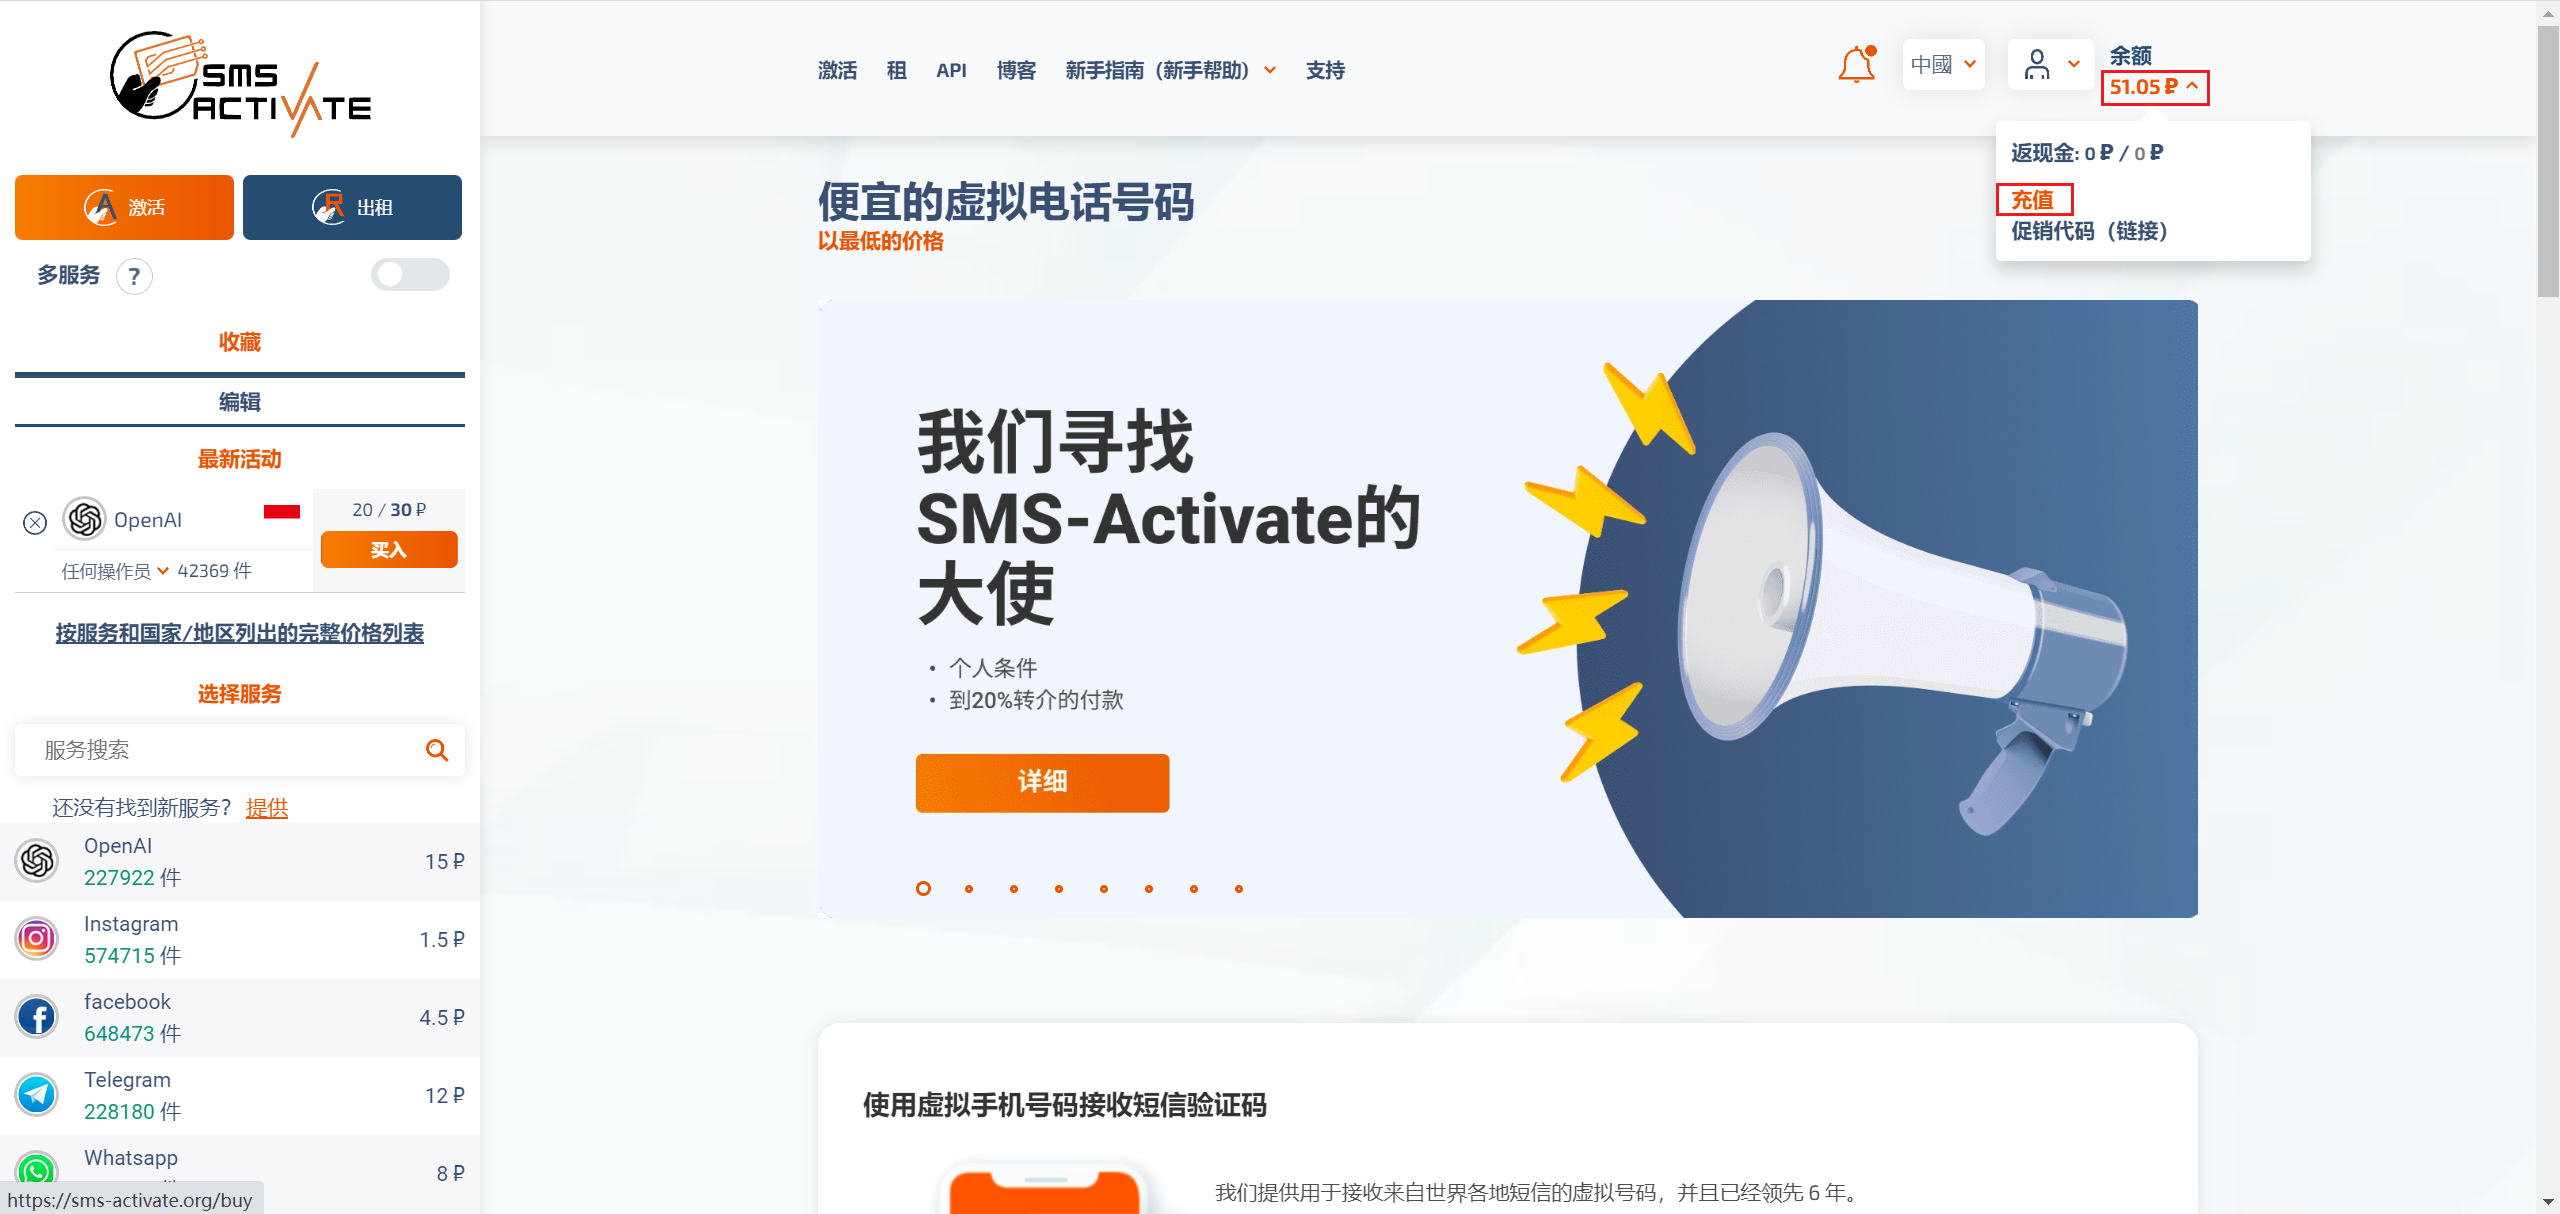 SMS
ACTIVATE
激活
出租
多服务 ?
收藏
编辑
最新活动
OpenAI
20 / 30 ₽
买入
任何操作员 42369 件
按服务和国家/地区列出的完整价格列表
选择服务
服务搜索
还没有找到新服务? 提供
OpenAI
227922 件
15 ₽
Instagram
574715 件
1.5 ₽
facebook
648473 件
4.5 ₽
Telegram
228180 件
12 ₽
Whatsapp
8 ₽
https://sms-activate.org/buy
激活 租 API 博客 新手指南（新手帮助） 支持
中國
余额
51.05 ₽
返现金: 0 ₽ / 0 ₽
充值
促销代码（链接）
便宜的虚拟电话号码
以最低的价格
我们寻找
SMS-Activate的
大使
• 个人条件
• 到20%转介的付款
详细
使用虚拟手机号码接收短信验证码
我们提供用于接收来自世界各地短信的虚拟号码，并且已经领先 6 年。